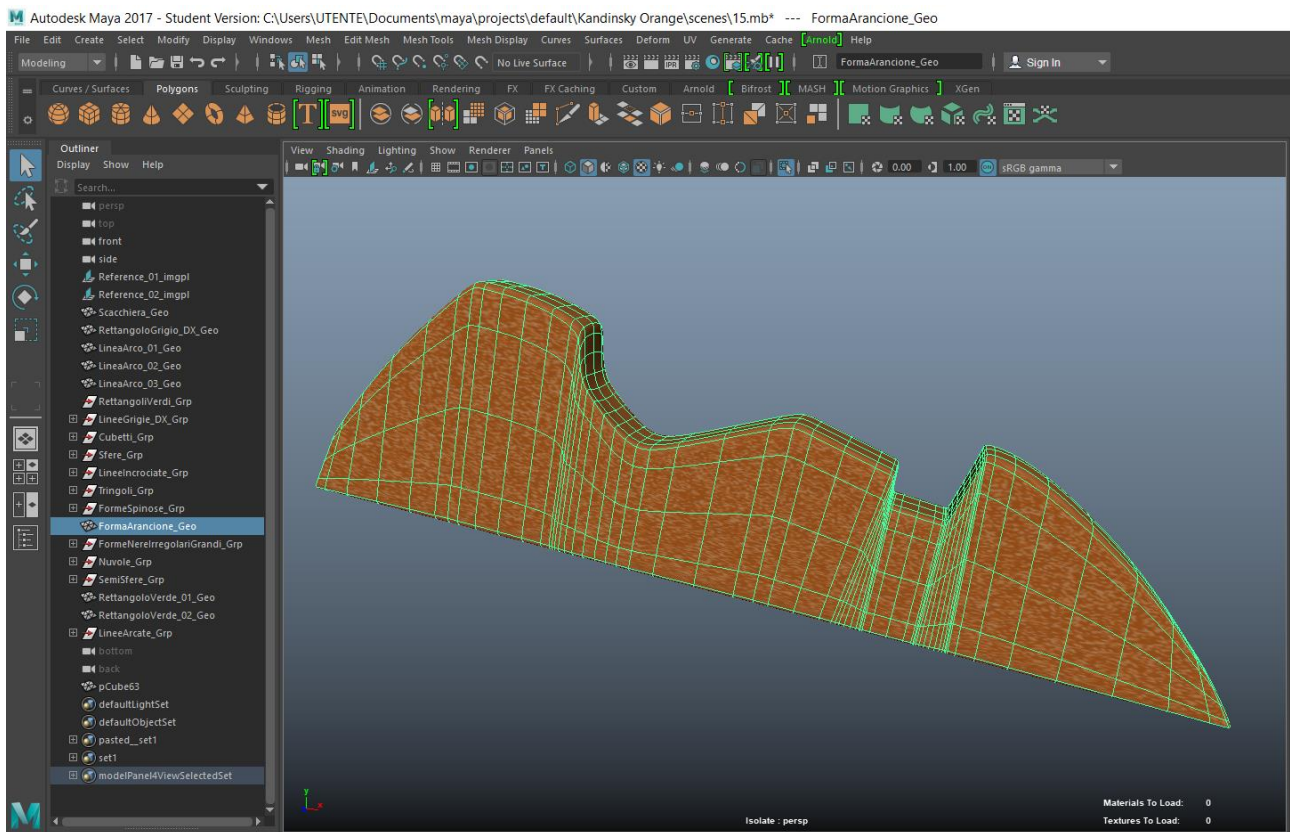 Autodesk Maya 2017 - Student Version: C:\Users\UTENTE\Documents\maya\projects\default\Kandinsky Orange\scenes\15.mb* --- FormaArancione_Geo
File Edit Create Select Modify Display Windows Mesh Edit Mesh Mesh Tools Mesh Display Curves Surfaces Deform UV Generate Cache [Arnold] Help
Modeling No Live Surface FormaArancione_Geo Sign In
Curves / Surfaces Polygons Sculpting Rigging Animation Rendering FX FX Caching Custom Arnold Bifrost MASH Motion Graphics XGen
T svg
Outliner
Display Show Help
Search...
persp
top
front
side
Reference_01_imgpl
Reference_02_imgpl
Scacchiera_Geo
RettangoloGrigio_DX_Geo
LineaArco_01_Geo
LineaArco_02_Geo
LineaArco_03_Geo
RettangoliVerdi_Grp
LineeGrigie_DX_Grp
Cubetti_Grp
Sfere_Grp
LineeIncrociate_Grp
Tringoli_Grp
FormeSpinose_Grp
FormaArancione_Geo
FormeNereIrregolariGrandi_Grp
Nuvole_Grp
SemiSfere_Grp
RettangoloVerde_01_Geo
RettangoloVerde_02_Geo
LineeArcate_Grp
bottom
back
pCube63
defaultLightSet
defaultObjectSet
pasted__set1
set1
modelPanel4ViewSelectedSet
View Shading Lighting Show Renderer Panels
0.00 1.00 sRGB gamma
y
x
Isolate : persp
Materials To Load: 0
Textures To Load: 0